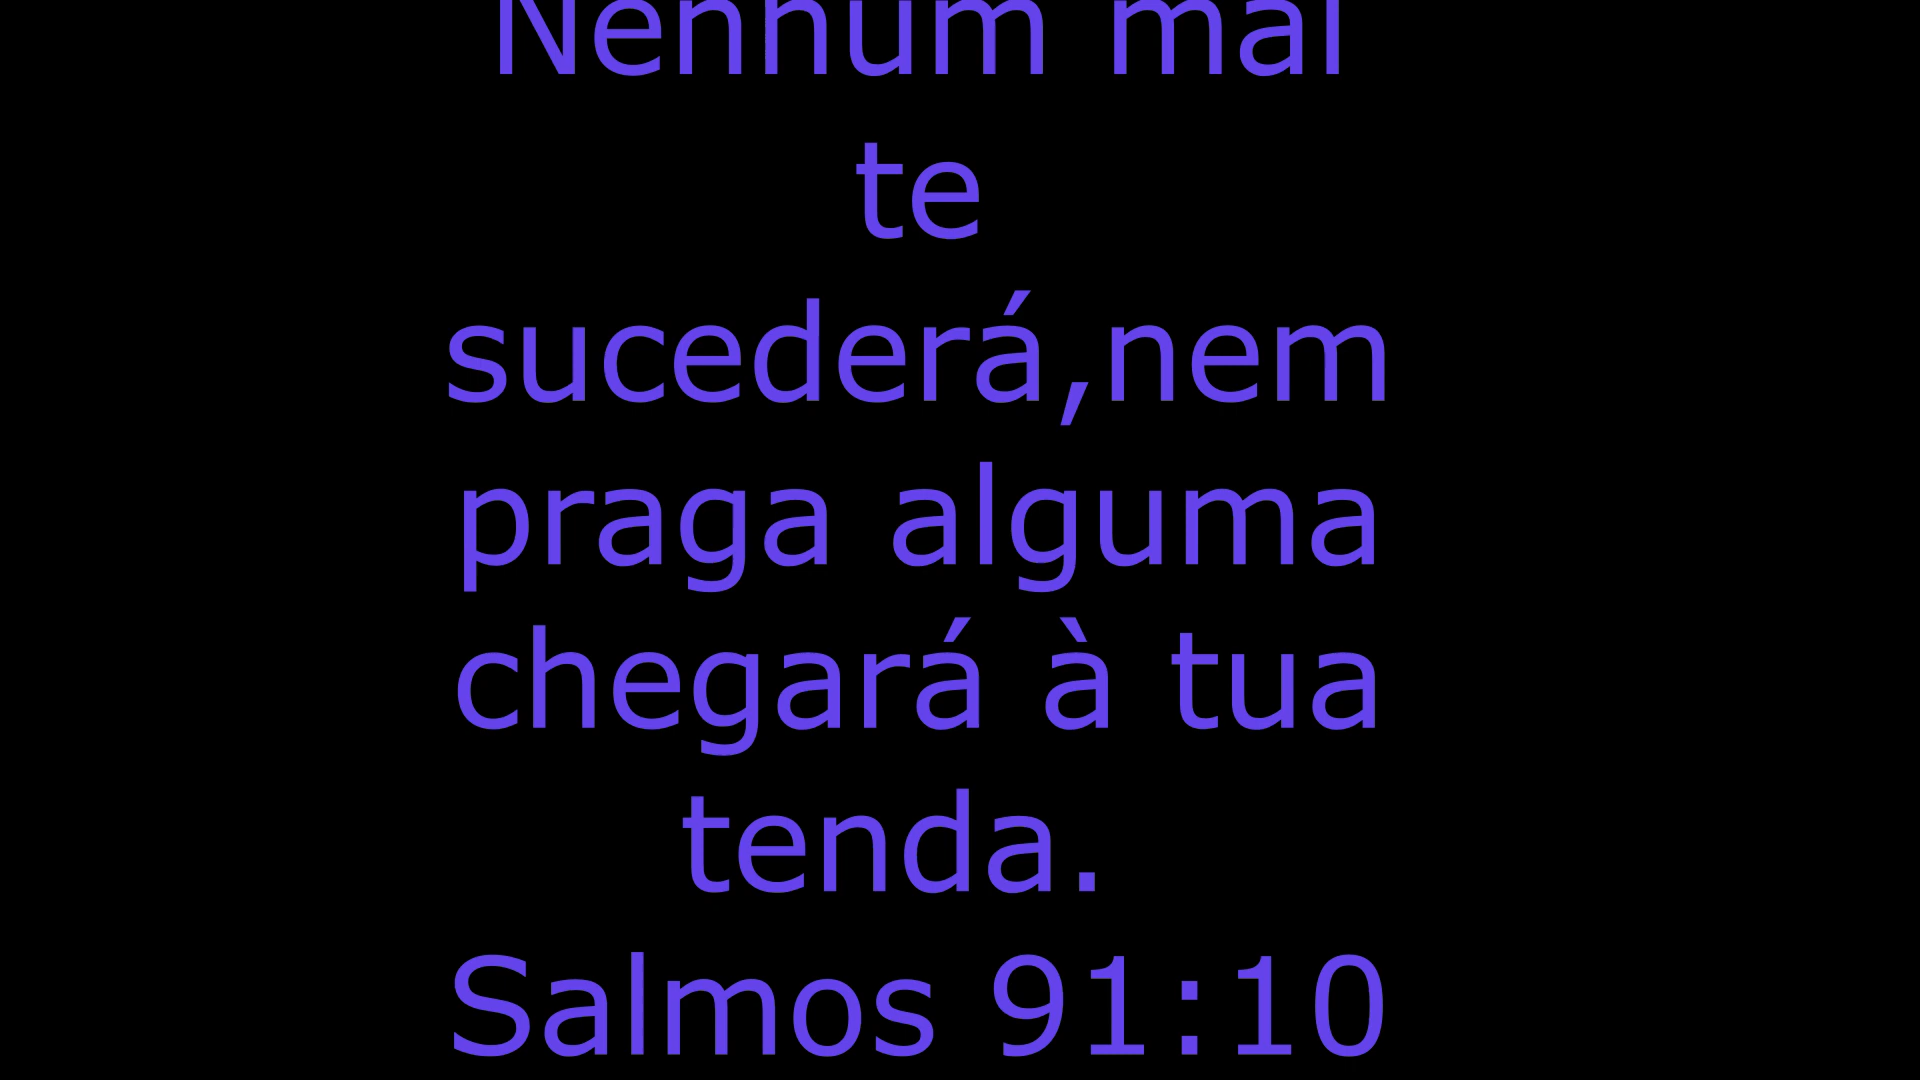 Nenhum mal
te
sucederá,nem
praga alguma
chegará à tua
tenda.
Salmos 91:10